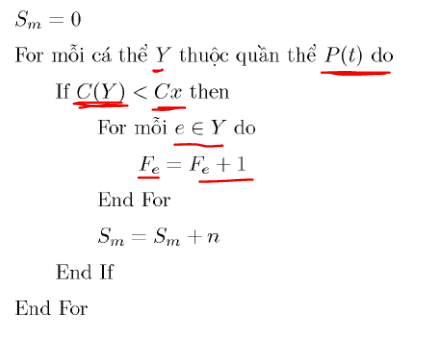 S_m = 0
For mỗi cá thể Y thuộc quần thể P(t) do
If C(Y) < Cx then
For mỗi e ∈ Y do
F_e = F_e + 1
End For
S_m = S_m + n
End If
End For